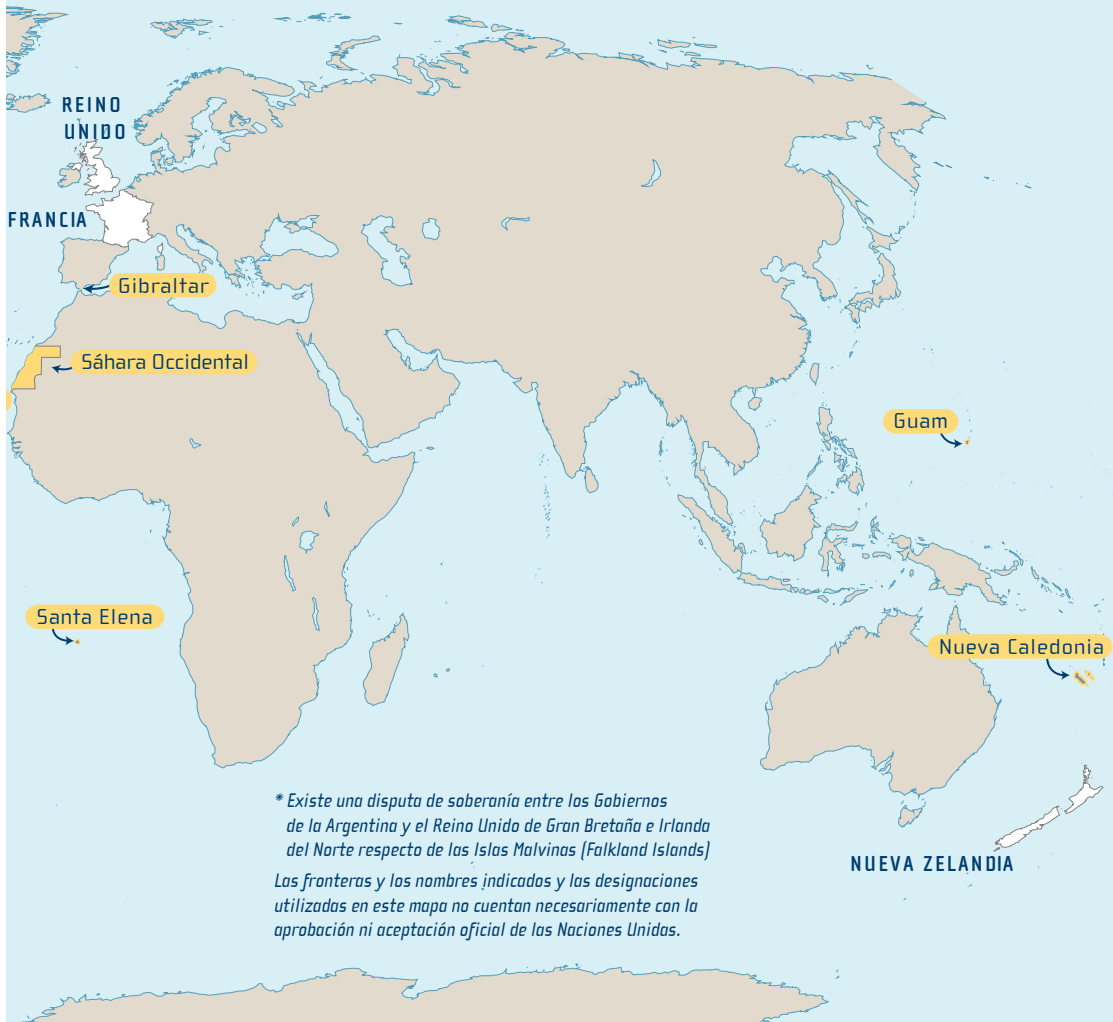 REINO
UNIDO
FRANCIA
Gibraltar
Sáhara Occidental
Guam
Santa Elena
Nueva Caledonia
* Existe una disputa de soberanía entre los Gobiernos
de la Argentina y el Reino Unido de Gran Bretaña e Irlanda
del Norte respecto de las Islas Malvinas (Falkland Islands)
NUEVA ZELANDIA
Las fronteras y los nombres indicados y las designaciones
utilizadas en este mapa no cuentan necesariamente con la
aprobación ni aceptación oficial de las Naciones Unidas.